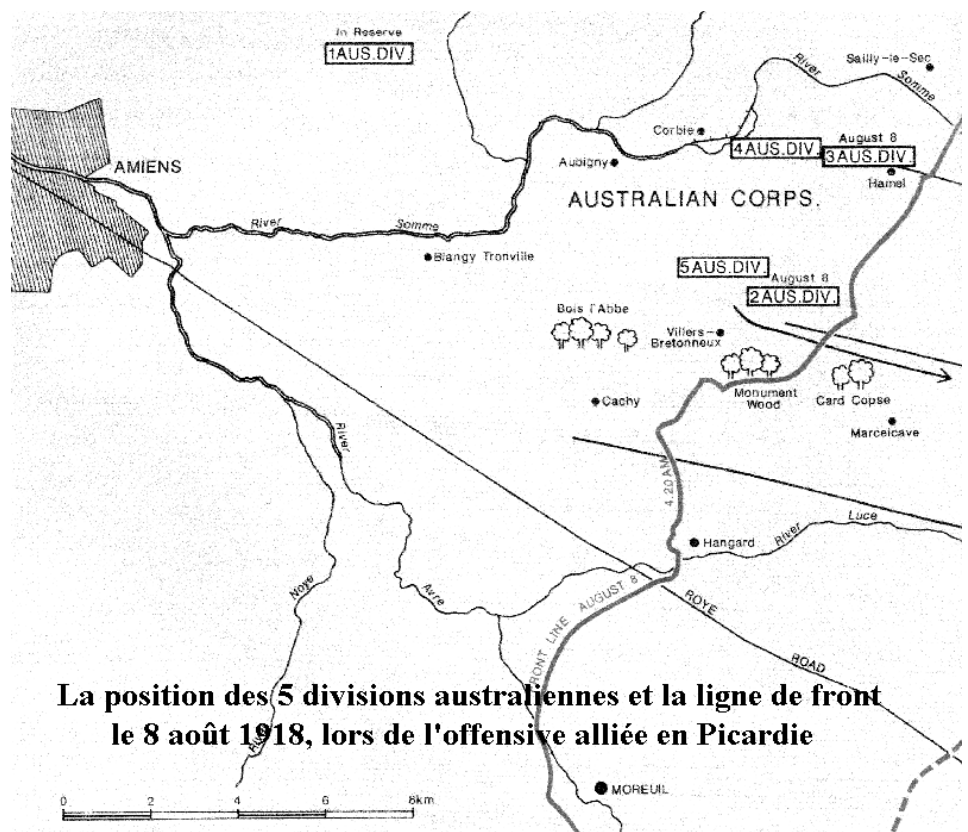 In Reserve
1AUS.DIV.
Sailly-le-Sec
River
Somme
Corbie
August 8
4AUS.DIV.
3AUS.DIV.
AMIENS
Aubigny
Hamel
AUSTRALIAN CORPS.
River
Somme
Blangy Tronville
5AUS.DIV.
August 8
2AUS.DIV.
Bois l'Abbe
Villers-
Bretonneux
Monument
Wood
Card Copse
Cachy
Marcelcave
River
4.20AM
Luce
River
Hangard
Noye
Avre
FRONT LINE AUGUST 8
ROYE
ROAD
La position des 5 divisions australiennes et la ligne de front
le 8 août 1918, lors de l'offensive alliée en Picardie
River
MOREUIL
0 2 4 6 8km